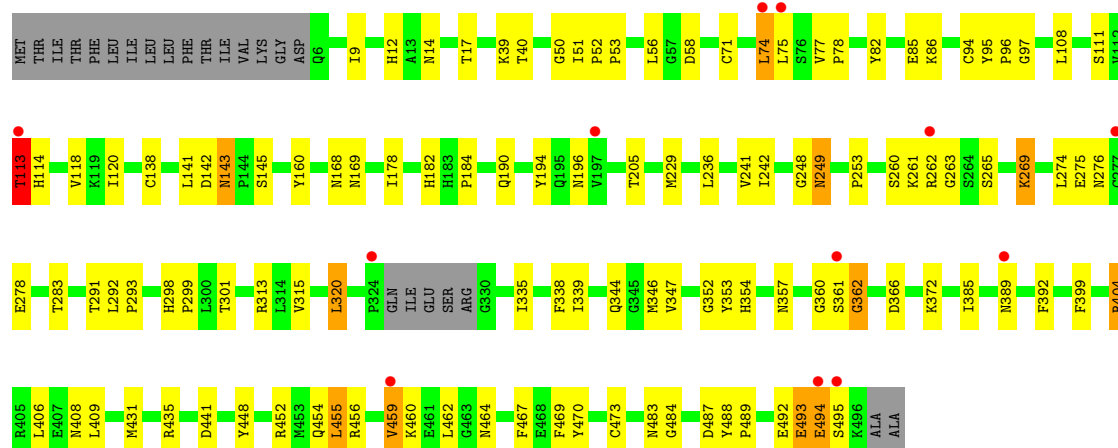 MET THR ILE THR PHE LEU ILE LEU LEU PHE THR ILE VAL LYS GLY ASP Q6 I9 H12 A13 N14 T17 K39 T40 G50 I51 P52 P53 L56 G57 D58 C71 L74 L75 S76 V77 P78 Y82 E85 K86 C94 Y95 P96 G97 L108 S111 V112
T113 H114 V118 K119 I120 C138 L141 D142 N143 P144 S145 Y160 N168 N169 I178 H182 H183 P184 Q190 Y194 Q195 N196 V197 T205 M229 L236 V241 I242 G248 N249 P253 S260 K261 R262 G263 S264 S265 K269 L274 E275 N276 G277
E278 T283 T291 L292 P293 H298 P299 L300 T301 R313 L314 V315 L320 P324 GLN ILE GLU SER ARG G330 I335 F338 I339 Q344 G345 M346 V347 G352 Y353 H354 N357 G360 S361 G362 D366 K372 I385 N389 F392 F399 R404
R405 L406 E407 N408 L409 M431 R435 D441 Y448 R452 M453 Q454 L455 R456 V459 K460 E461 L462 G463 N464 F467 E468 F469 Y470 C473 N483 G484 D487 Y488 P489 E492 E493 E494 S495 K496 ALA ALA